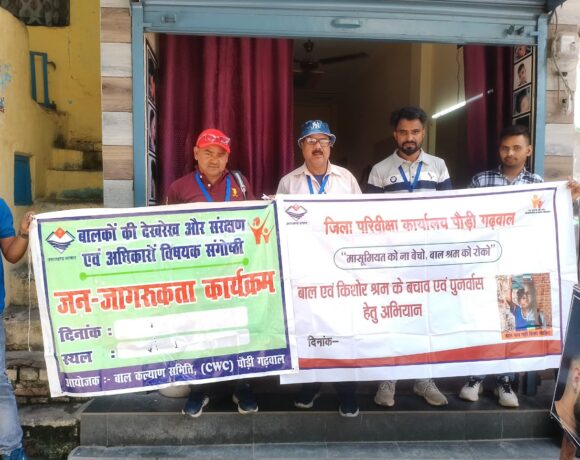 बालकों की देखरेख और संरक्षण
एवं अधिकारों विषयक संगोष्ठी
जन-जागरूकता कार्यक्रम
दिनांक :
स्थल :
आयोजक :- बाल कल्याण समिति, (CWC) पौड़ी गढ़वाल
जिला परिवीक्षा कार्यालय पौड़ी गढ़वाल
“मासूमियत को ना बेचो, बाल श्रम को रोको”
बाल एवं किशोर श्रम के बचाव एवं पुनर्वास
हेतु अभियान
दिनांक–